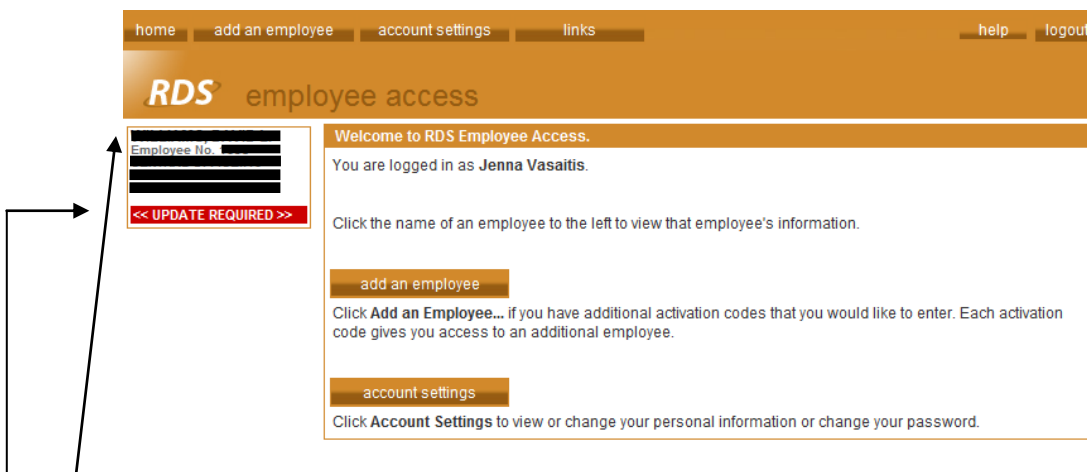 home add an employee account settings links help logout
RDS employee access
Employee No.
<< UPDATE REQUIRED >>
Welcome to RDS Employee Access.
You are logged in as Jenna Vasaitis.
Click the name of an employee to the left to view that employee's information.
add an employee
Click Add an Employee... if you have additional activation codes that you would like to enter. Each activation
code gives you access to an additional employee.
account settings
Click Account Settings to view or change your personal information or change your password.